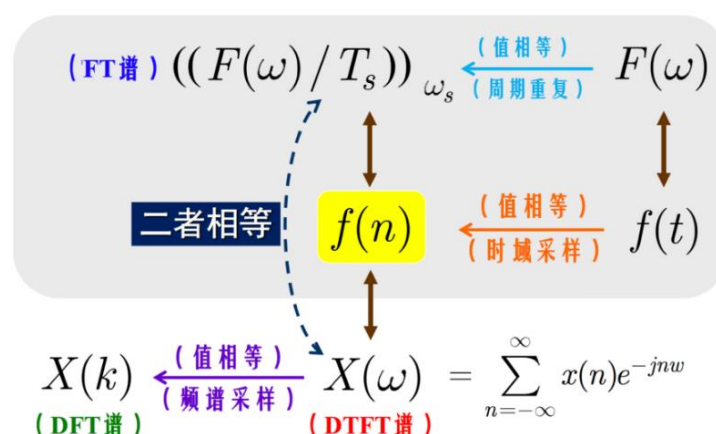 (FT谱) ((F(ω)/T_s))_{ω_s} (值相等) F(ω)
(周期重复)
二者相等 f(n) (值相等) f(t)
(时域采样)
X(k) (值相等) X(ω) = \sum_{n=-∞}^{∞} x(n)e^{-jnw}
(频谱采样)
(DFT谱) (DTFT谱)